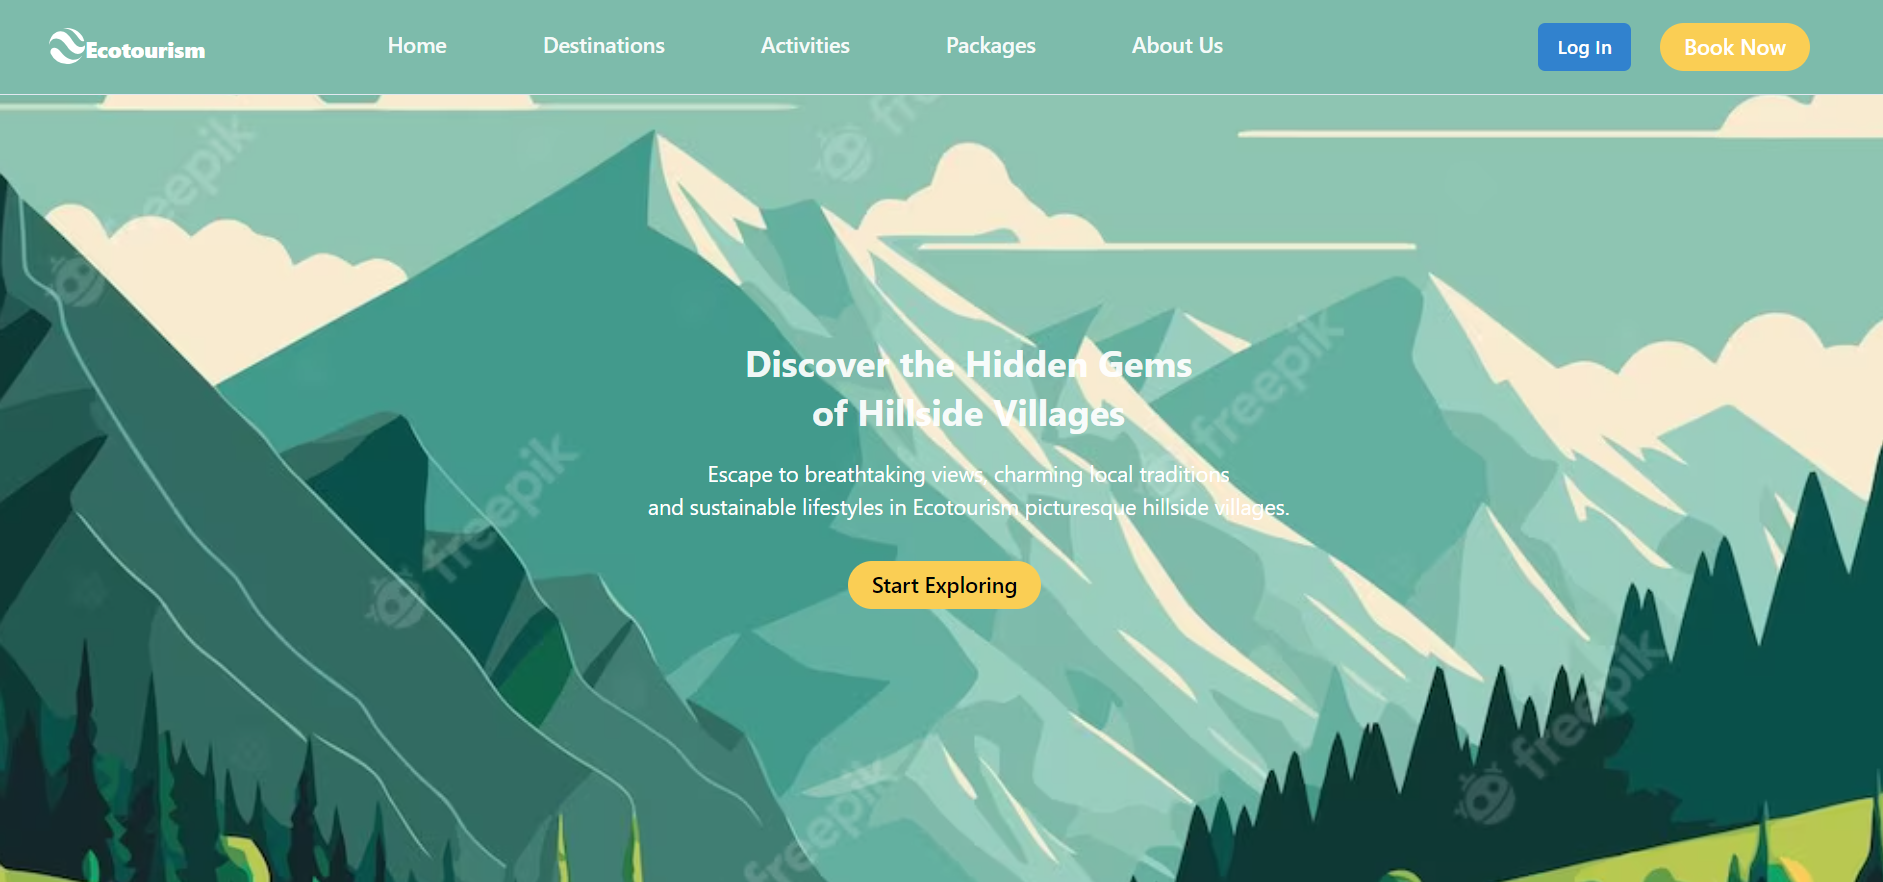 Ecotourism
Home
Destinations
Activities
Packages
About Us
Log In
Book Now
Discover the Hidden Gems
of Hillside Villages
Escape to breathtaking views, charming local traditions
and sustainable lifestyles in Ecotourism picturesque hillside villages.
Start Exploring
freepik
freepik
freepik
freepik
freepik